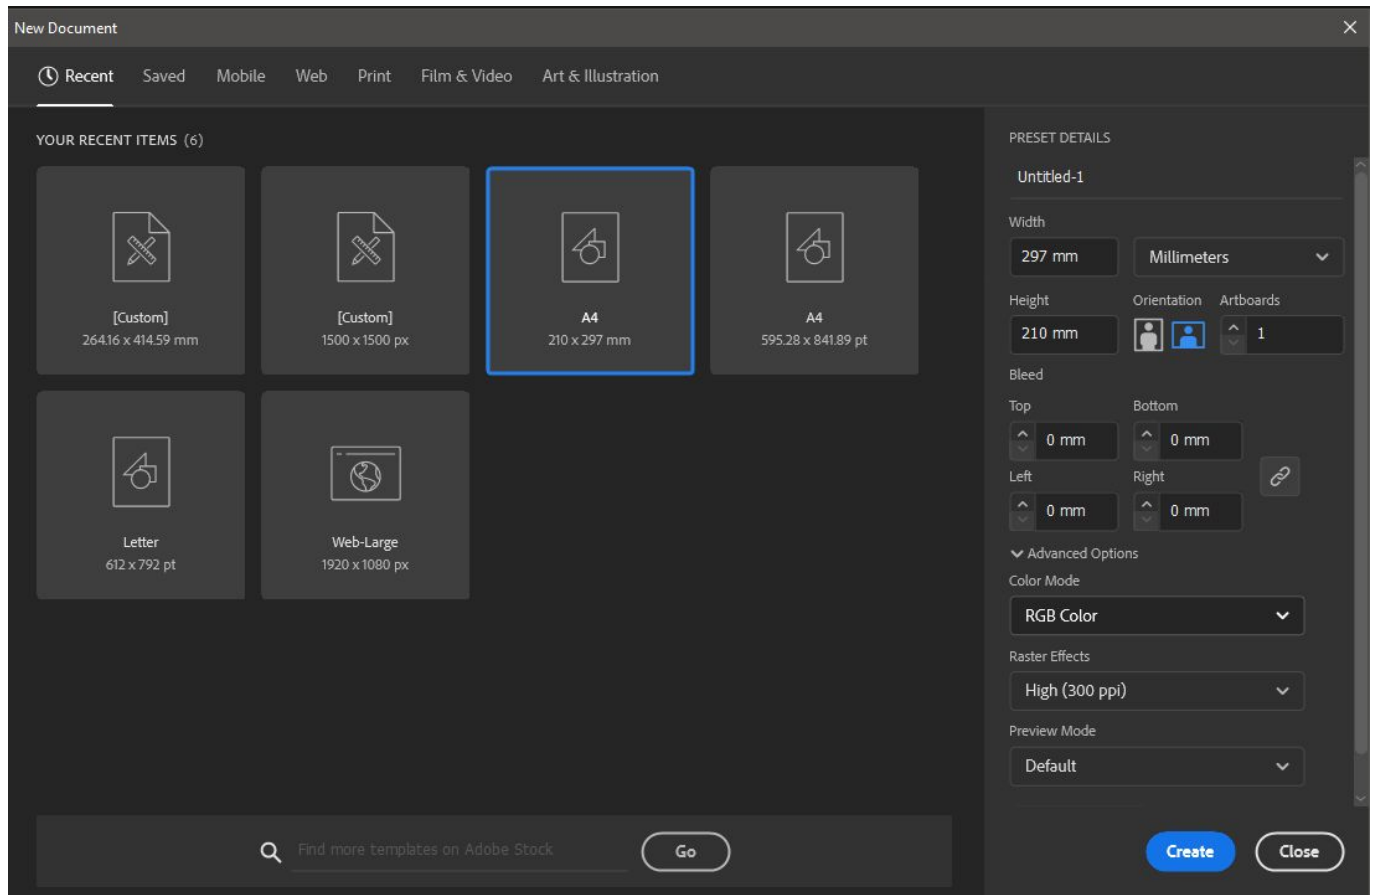 New Document
Recent Saved Mobile Web Print Film & Video Art & Illustration
YOUR RECENT ITEMS (6)
[Custom]
264.16 x 414.59 mm
[Custom]
1500 x 1500 px
A4
210 x 297 mm
A4
595.28 x 841.89 pt
Letter
612 x 792 pt
Web-Large
1920 x 1080 px
Find more templates on Adobe Stock
Go
PRESET DETAILS
Untitled-1
Width
297 mm Millimeters
Height Orientation Artboards
210 mm 1
Bleed
Top Bottom
0 mm 0 mm
Left Right
0 mm 0 mm
Advanced Options
Color Mode
RGB Color
Raster Effects
High (300 ppi)
Preview Mode
Default
Create Close